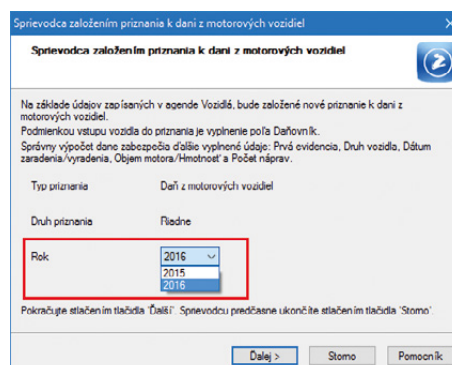 Sprievodca založením priznania k dani z motorových vozidiel
Sprievodca založením priznania k dani z motorových vozidiel
Na základe údajov zapísaných v agende Vozidlá, bude založené nové priznanie k dani z
motorových vozidiel.
Podmienkou vstupu vozidla do priznania je vyplnenie poľa Daňovník.
Správny výpočet dane zabezpečia ďalšie vyplnené údaje: Prvá evidencia, Druh vozidla, Dátum
zaradenia/vyradenia, Objem motora/Hmotnosť a Počet náprav.
Typ priznania Daň z motorových vozidiel
Druh priznania Riadne
Rok 2016
2015
2016
Pokračujte stlačením tlačidla 'Ďalší'. Sprievodcu predčasne ukončíte stlačením tlačidla 'Storno'.
Ďalej > Storno Pomocník